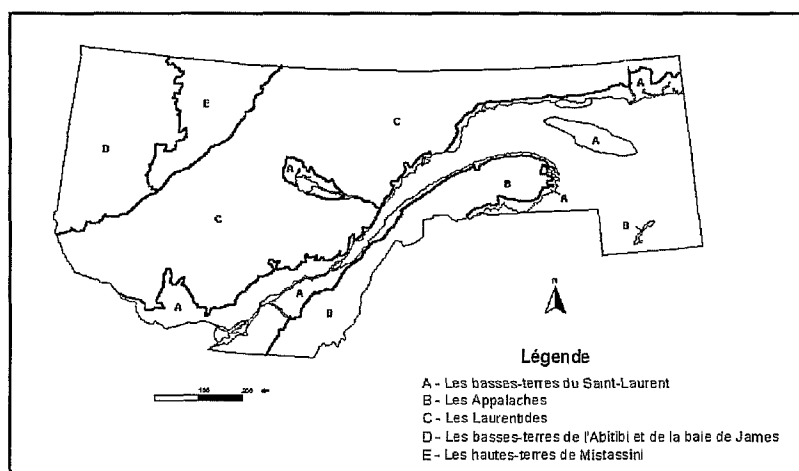 A
E
C
D
A
A
B
A
C
B
A
A
B
N
Légende
A - Les basses-terres du Saint-Laurent
B - Les Appalaches
C - Les Laurentides
D - Les basses-terres de l'Abitibi et de la baie de James
E - Les hautes-terres de Mistassini